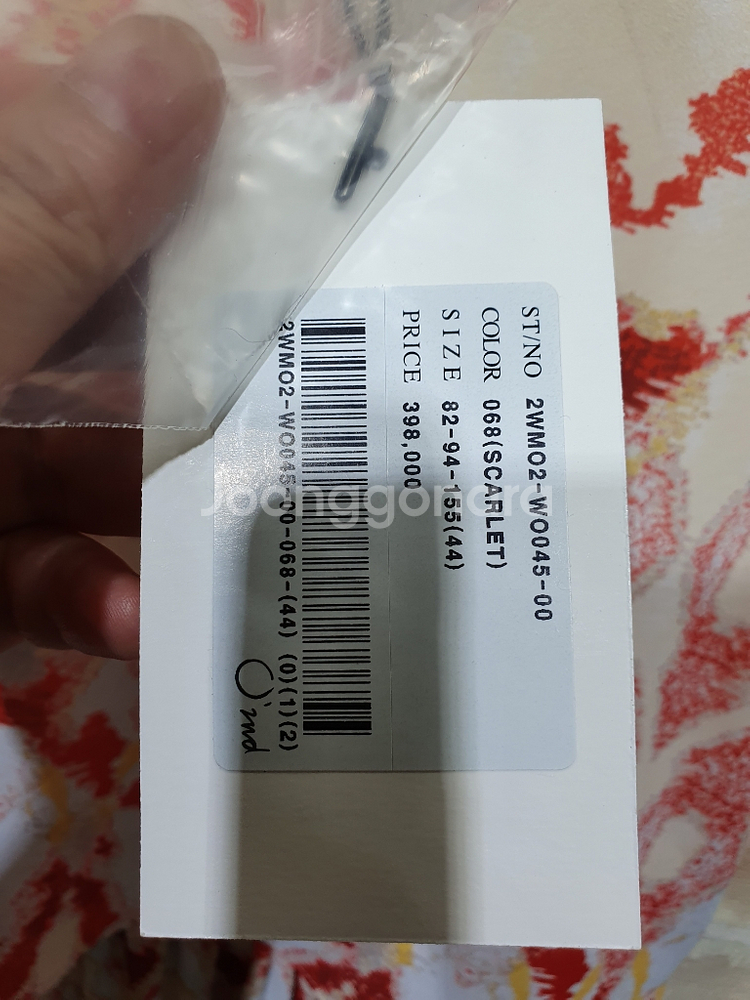 ST/NO 2WMO2-WO045-00
COLOR 068(SCARLET)
SIZE 82-94-155(44)
PRICE 398,000
2WMO2-WO045-00-068-(44) (0)(1)(2)
Joonggonara